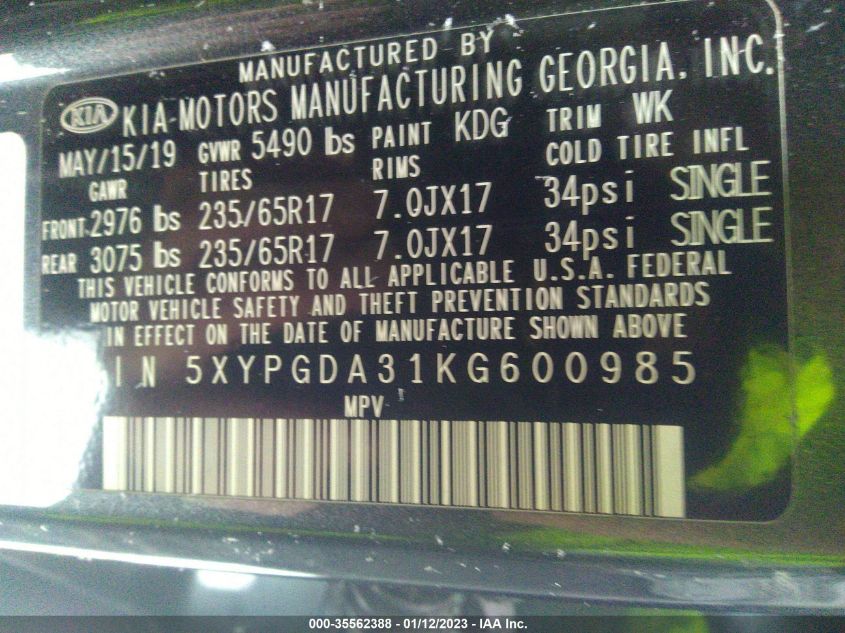 MANUFACTURED BY
KIA KIA MOTORS MANUFACTURING GEORGIA, INC.
MAY/15/19 GVWR 5490 lbs PAINT KDG TRIM WK
GAWR TIRES RIMS COLD TIRE INFL
FRONT 2976 lbs 235/65R17 7.0JX17 34psi SINGLE
REAR 3075 lbs 235/65R17 7.0JX17 34psi SINGLE
THIS VEHICLE CONFORMS TO ALL APPLICABLE U.S.A. FEDERAL
MOTOR VEHICLE SAFETY AND THEFT PREVENTION STANDARDS
IN EFFECT ON THE DATE OF MANUFACTURE SHOWN ABOVE
IN 5XYPGDA31KG600985
MPV
000-35562388 - 01/12/2023 - IAA Inc.